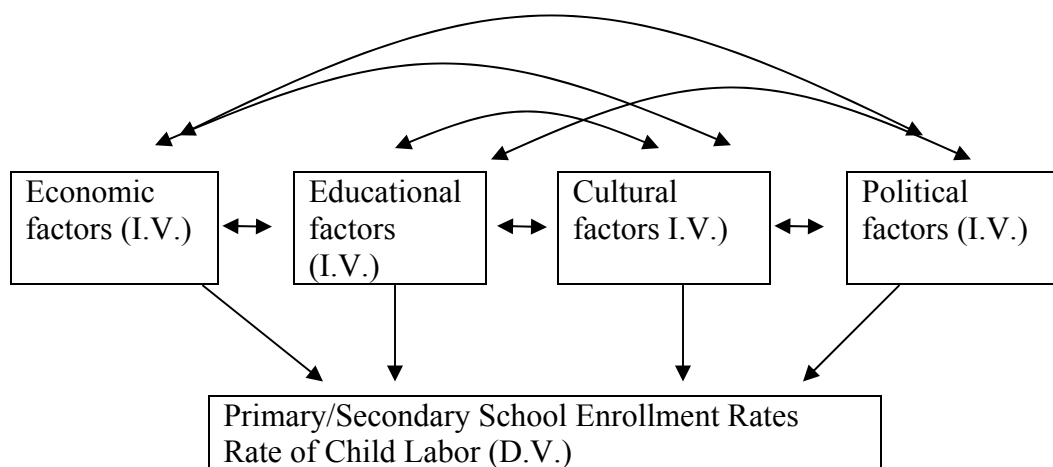 Economic
factors (I.V.)
Educational
factors
(I.V.)
Cultural
factors I.V.)
Political
factors (I.V.)
Primary/Secondary School Enrollment Rates
Rate of Child Labor (D.V.)